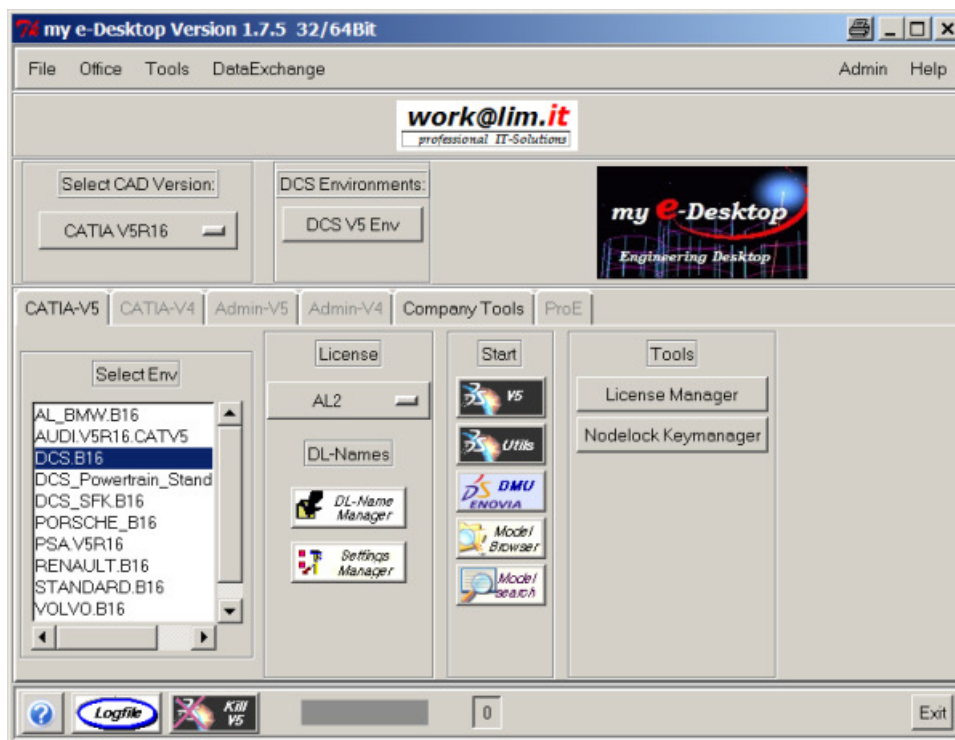 my e-Desktop Version 1.7.5 32/64Bit
File Office Tools DataExchange Admin Help
work@lim.it
professional IT-Solutions
Select CAD Version:
CATIA V5R16
DCS Environments:
DCS V5 Env
my e-Desktop
Engineering Desktop
CATIA-V5 CATIA-V4 Admin-V5 Admin-V4 Company Tools ProE
Select Env
AL_BMW.B16
AUDI.V5R16.CATV5
DCS.B16
DCS_Powertrain_Stand
DCS_SFK.B16
PORSCHE_B16
PSA.V5R16
RENAULT.B16
STANDARD.B16
VOLVO.B16
License
AL2
DL-Names
DL-Name
Manager
Settings
Manager
Start
V5
Utils
DMU
ENOVIA
Model
Browser
Model
search
Tools
License Manager
Nodelock Keymanager
?
Logfile
Kill
V5
0
Exit